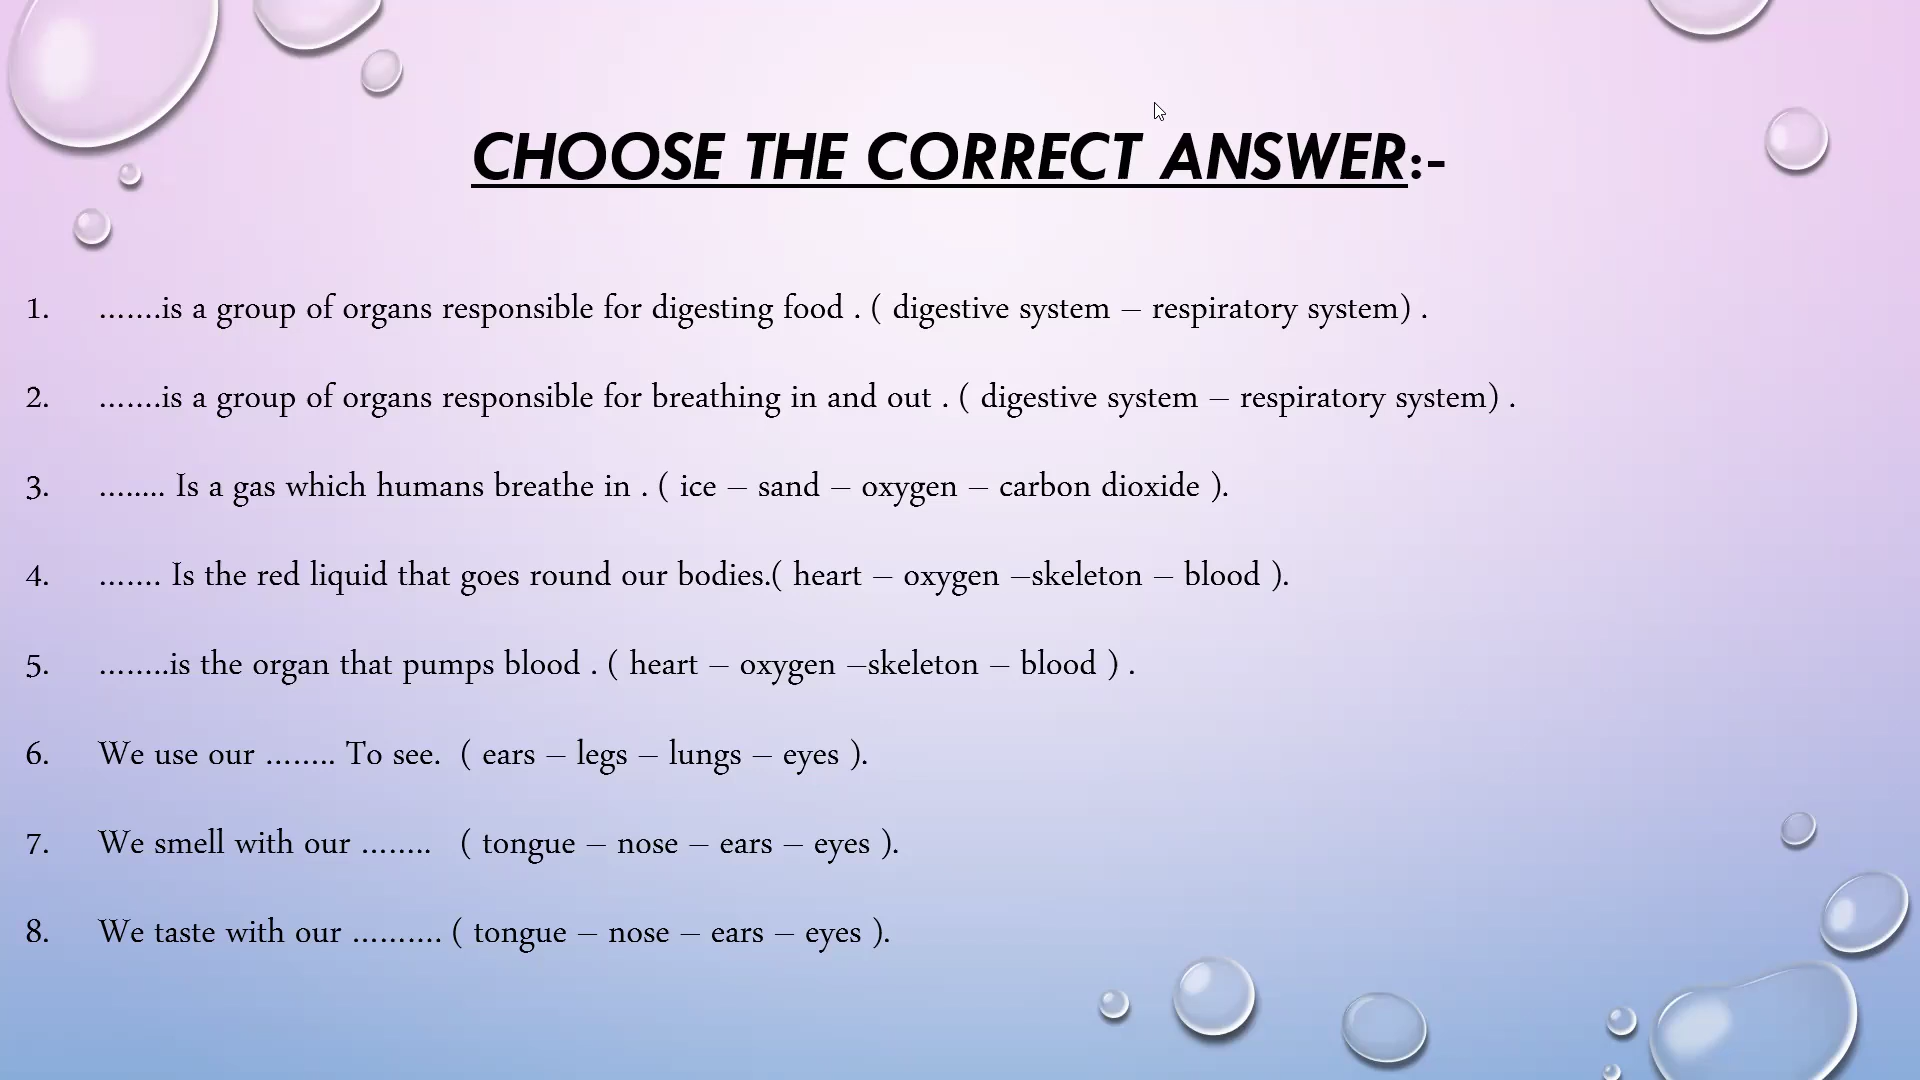 CHOOSE THE CORRECT ANSWER:-
1. .......is a group of organs responsible for digesting food . ( digestive system – respiratory system) .
2. .......is a group of organs responsible for breathing in and out . ( digestive system – respiratory system) .
3. ........ Is a gas which humans breathe in . ( ice – sand – oxygen – carbon dioxide ).
4. ....... Is the red liquid that goes round our bodies.( heart – oxygen –skeleton – blood ).
5. ........is the organ that pumps blood . ( heart – oxygen –skeleton – blood ) .
6. We use our ........ To see.  ( ears – legs – lungs – eyes ).
7. We smell with our ........   ( tongue – nose – ears – eyes ).
8. We taste with our .......... ( tongue – nose – ears – eyes ).